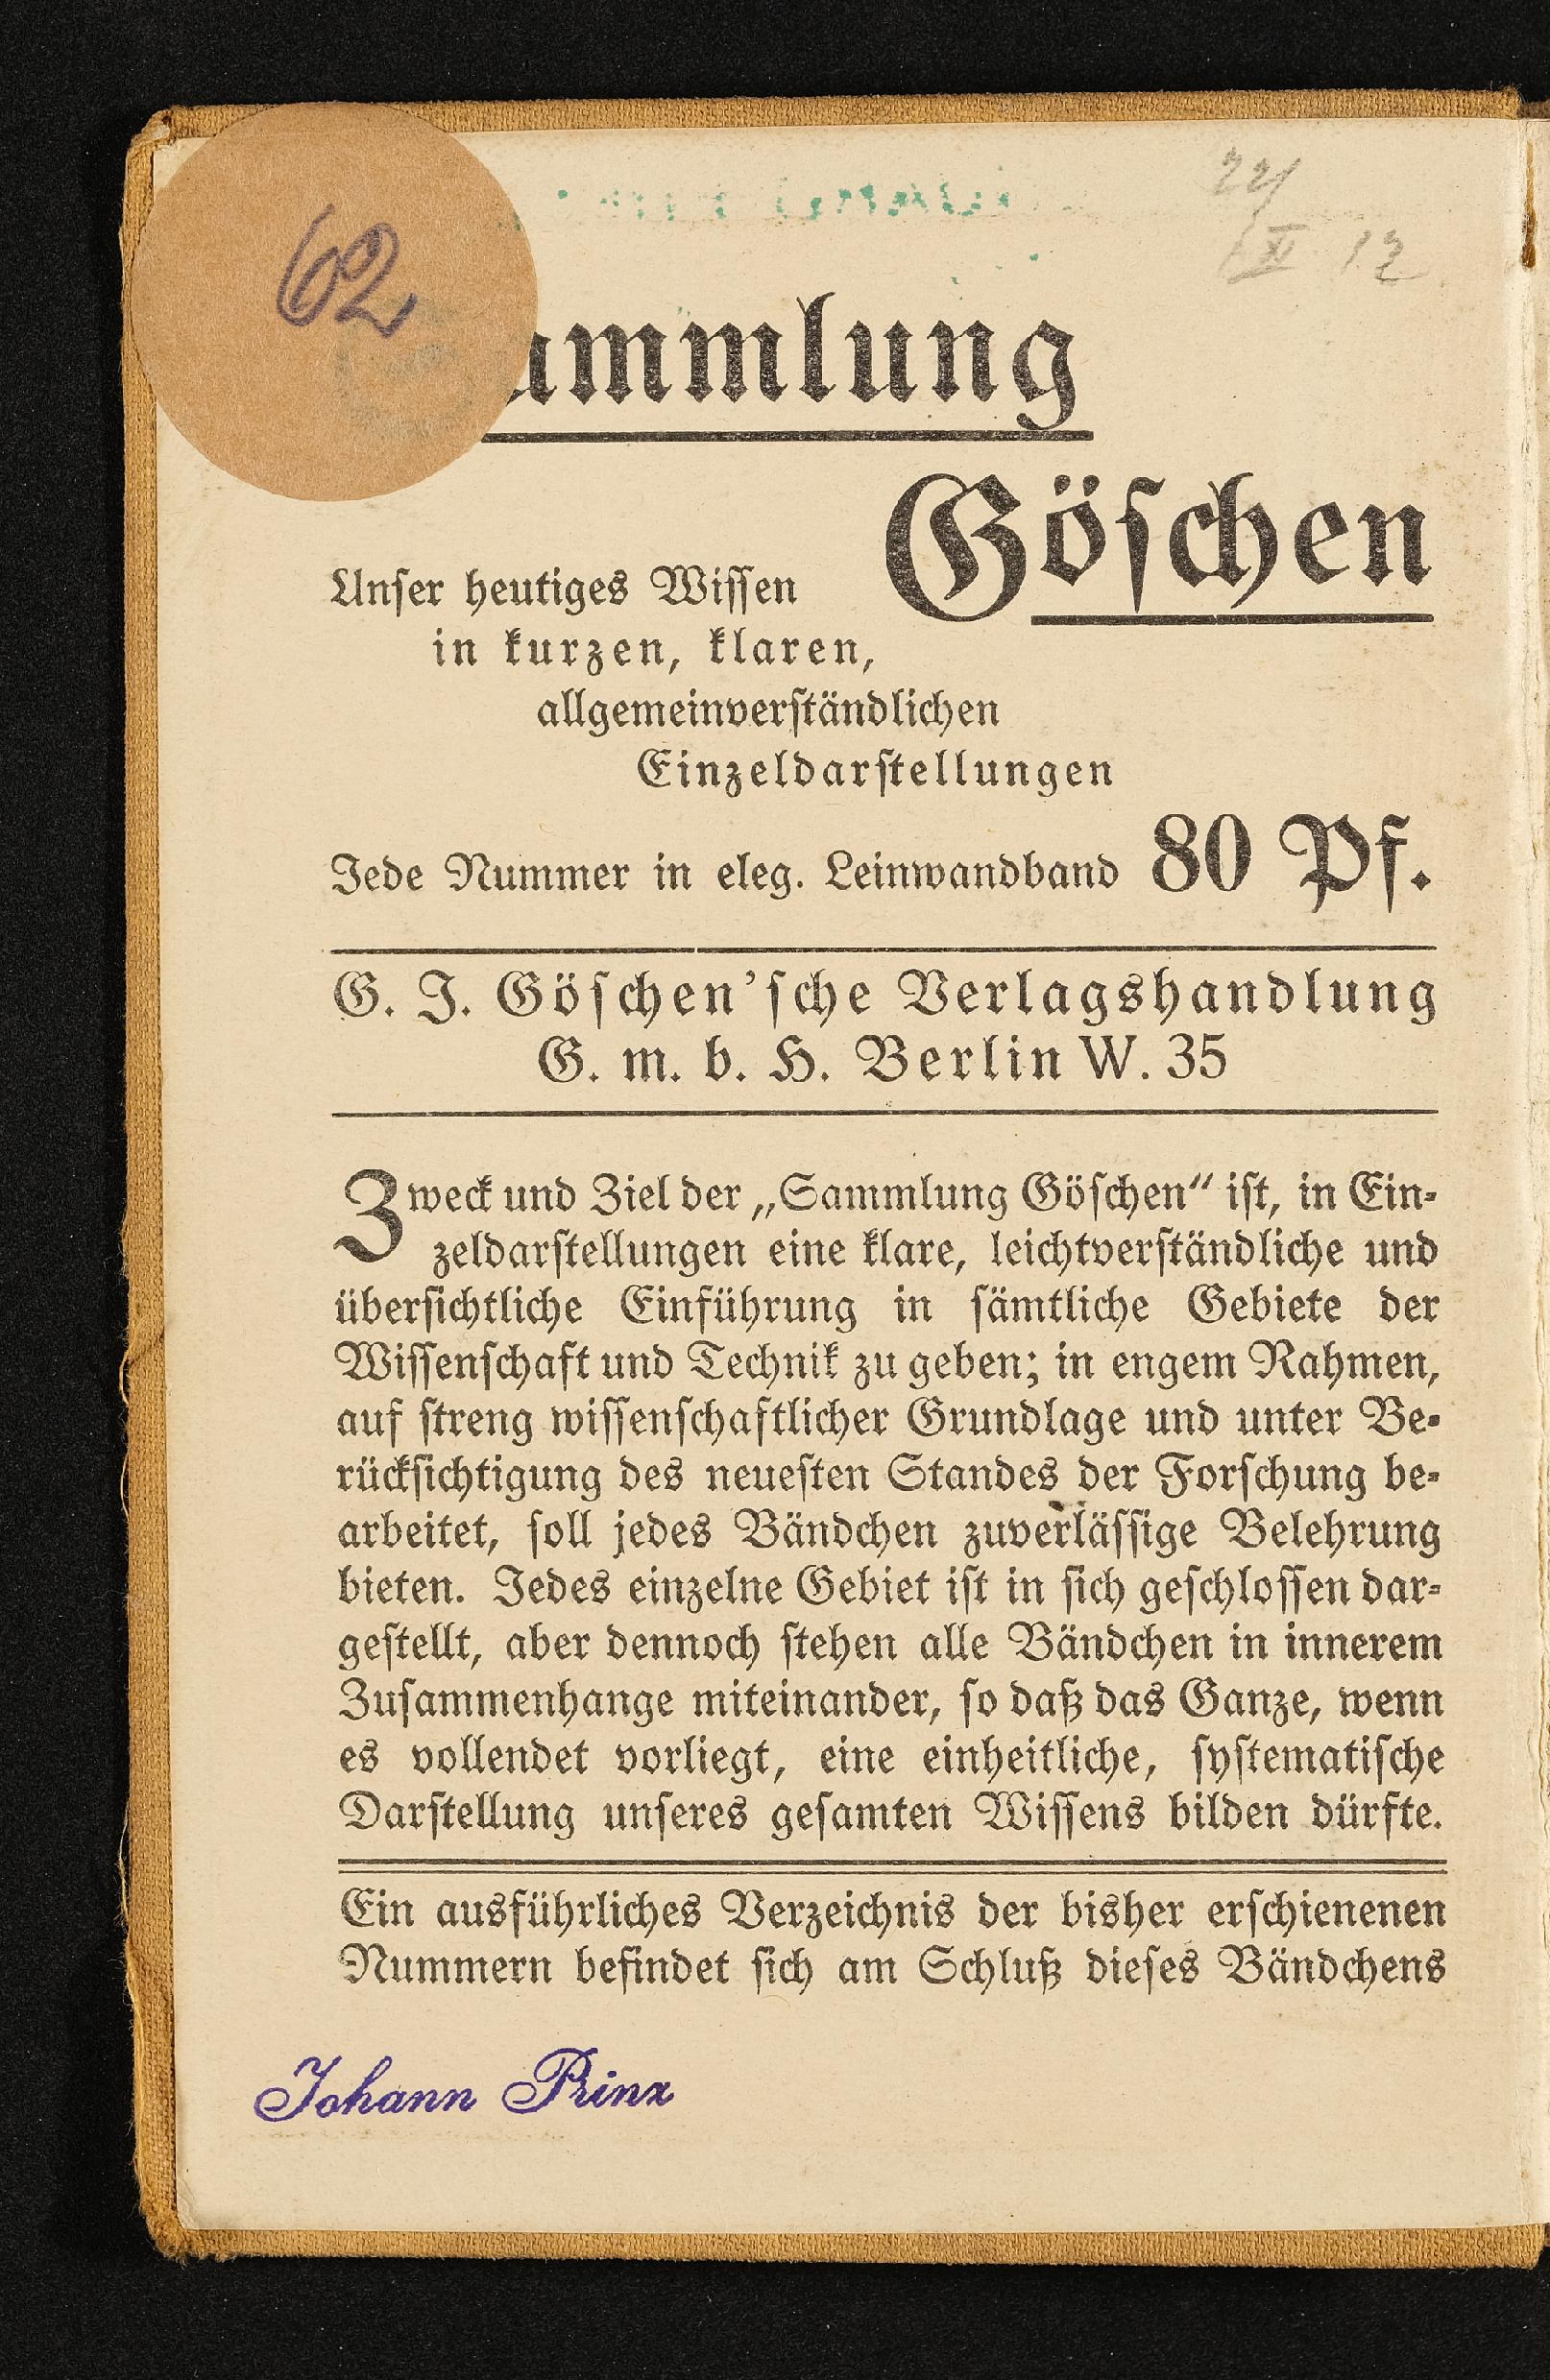 62
22/
XI 12
ammlung
Göschen
Unser heutiges Wissen
in kurzen, klaren,
allgemeinverständlichen
Einzeldarstellungen
Jede Nummer in eleg. Leinwandband 80 Pf.
G. J. Göschen'sche Verlagshandlung
G. m. b. H. Berlin W. 35
Zweck und Ziel der „Sammlung Göschen“ ist, in Ein-
zeldarstellungen eine klare, leichtverständliche und
übersichtliche Einführung in sämtliche Gebiete der
Wissenschaft und Technik zu geben; in engem Rahmen,
auf streng wissenschaftlicher Grundlage und unter Be-
rücksichtigung des neuesten Standes der Forschung be-
arbeitet, soll jedes Bändchen zuverlässige Belehrung
bieten. Jedes einzelne Gebiet ist in sich geschlossen dar-
gestellt, aber dennoch stehen alle Bändchen in innerem
Zusammenhange miteinander, so daß das Ganze, wenn
es vollendet vorliegt, eine einheitliche, systematische
Darstellung unseres gesamten Wissens bilden dürfte.
Ein ausführliches Verzeichnis der bisher erschienenen
Nummern befindet sich am Schluß dieses Bändchens
Johann Prinz